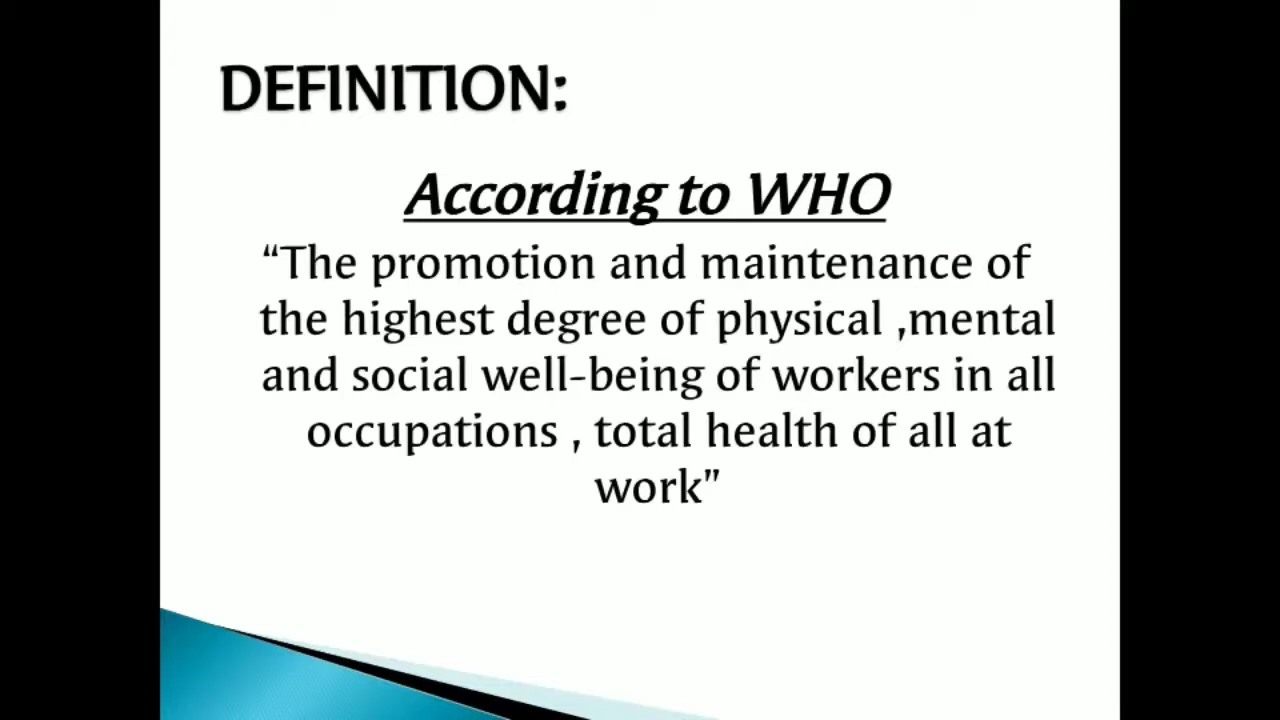 DEFINITION:
According to WHO
“The promotion and maintenance of
the highest degree of physical ,mental
and social well-being of workers in all
occupations , total health of all at
work”